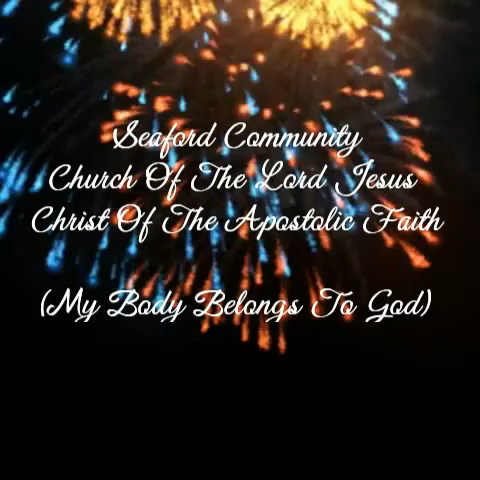 Seaford Community
Church Of The Lord Jesus
Christ Of The Apostolic Faith
(My Body Belongs To God)